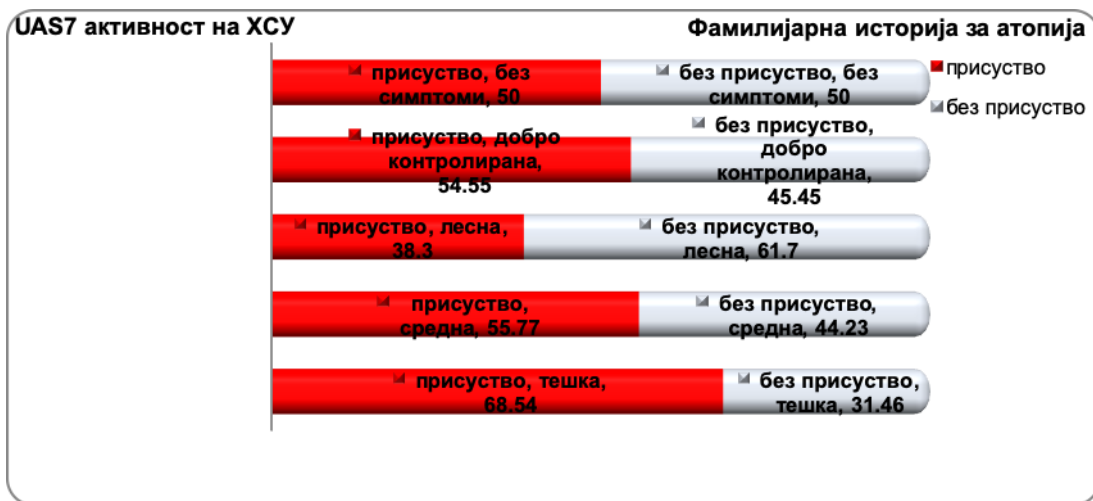 UAS7 активност на ХСУ
Фамилијарна историја за атопија
присуство, без
симптоми, 50
без присуство, без
симптоми, 50
присуство
без присуство
присуство, добро
контролирана,
54.55
без присуство,
добро
контролирана,
45.45
присуство, лесна,
38.3
без присуство,
лесна, 61.7
присуство,
средна, 55.77
без присуство,
средна, 44.23
присуство, тешка,
68.54
без присуство,
тешка, 31.46